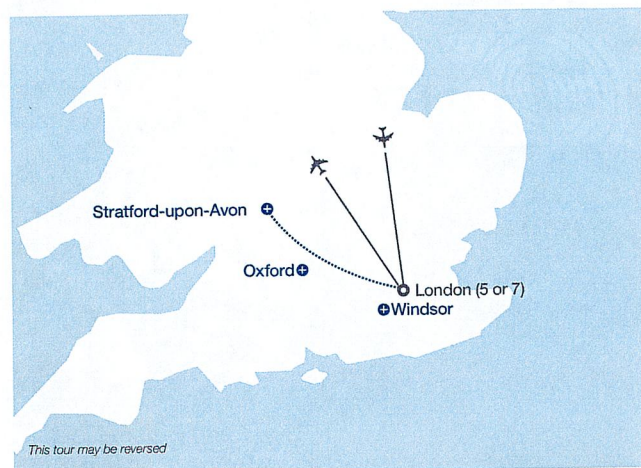 Stratford-upon-Avon
Oxford
London (5 or 7)
Windsor
This tour may be reversed